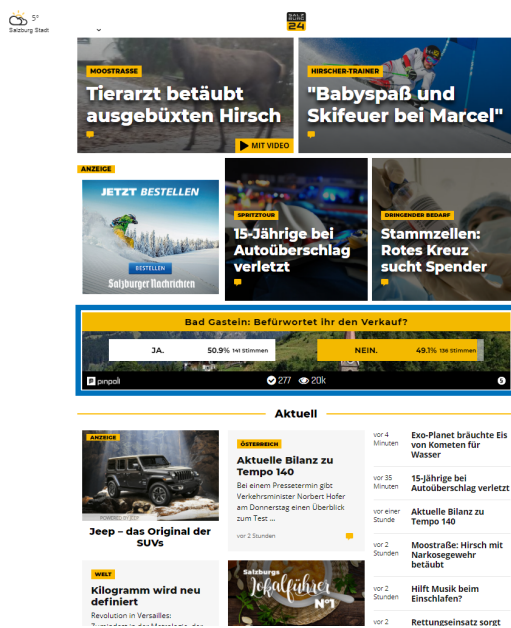 5°
Salzburg Stadt
SALZ
BURG
24
MOOSTRASSE
Tierarzt betäubt
ausgebüxten Hirsch
MIT VIDEO
HIRSCHER-TRAINER
"Babyspaß und
Skifeuer bei Marcel"
ANZEIGE
JETZT BESTELLEN
BESTELLEN
Salzburger Nachrichten
SPRITZTOUR
15-Jährige bei
Autoüberschlag
verletzt
DRINGENDER BEDARF
Stammzellen:
Rotes Kreuz
sucht Spender
Bad Gastein: Befürwortet ihr den Verkauf?
JA. 50.9% 141 Stimmen
NEIN. 49.1% 136 Stimmen
pinpoll 277 20k
Aktuell
ANZEIGE
POWERED BY JEEP
Jeep – das Original der
SUVs
ÖSTERREICH
Aktuelle Bilanz zu
Tempo 140
Bei einem Pressetermin gibt
Verkehrsminister Norbert Hofer
am Donnerstag einen Überblick
zum Test ...
vor 2 Stunden
vor 4
Minuten
Exo-Planet bräuchte Eis
von Kometen für
Wasser
vor 35
Minuten
15-Jährige bei
Autoüberschlag verletzt
vor einer
Stunde
Aktuelle Bilanz zu
Tempo 140
vor 2
Stunden
Moostraße: Hirsch mit
Narkosegewehr
betäubt
vor 2
Stunden
Hilft Musik beim
Einschlafen?
vor 2
Rettungseinsatz sorgt
WELT
Kilogramm wird neu
definiert
Revolution in Versailles:
Salzburgs
Lokalführer
Nº1